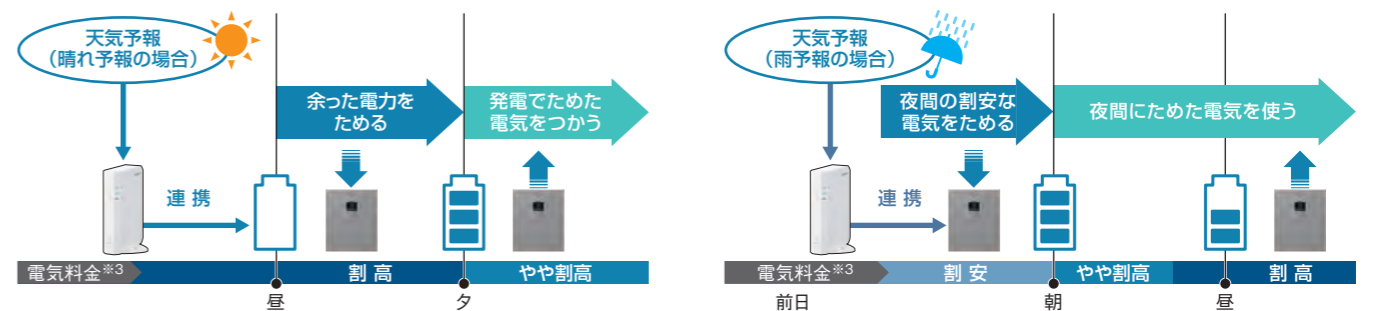 天気予報
（晴れ予報の場合）
余った電力を
ためる
発電でためた
電気をつかう
連携
電気料金※3
割高
やや割高
昼
夕
天気予報
（雨予報の場合）
夜間の割安な
電気をためる
夜間にためた電気を使う
連携
電気料金※3
割安
やや割高
割高
前日
朝
昼